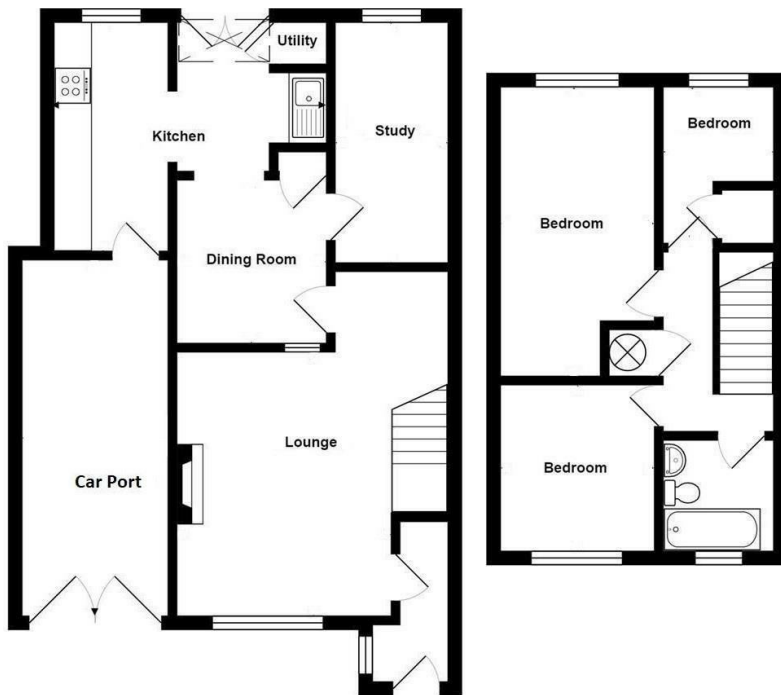 Utility
Kitchen
Study
Dining Room
Lounge
Car Port
Bedroom
Bedroom
Bedroom